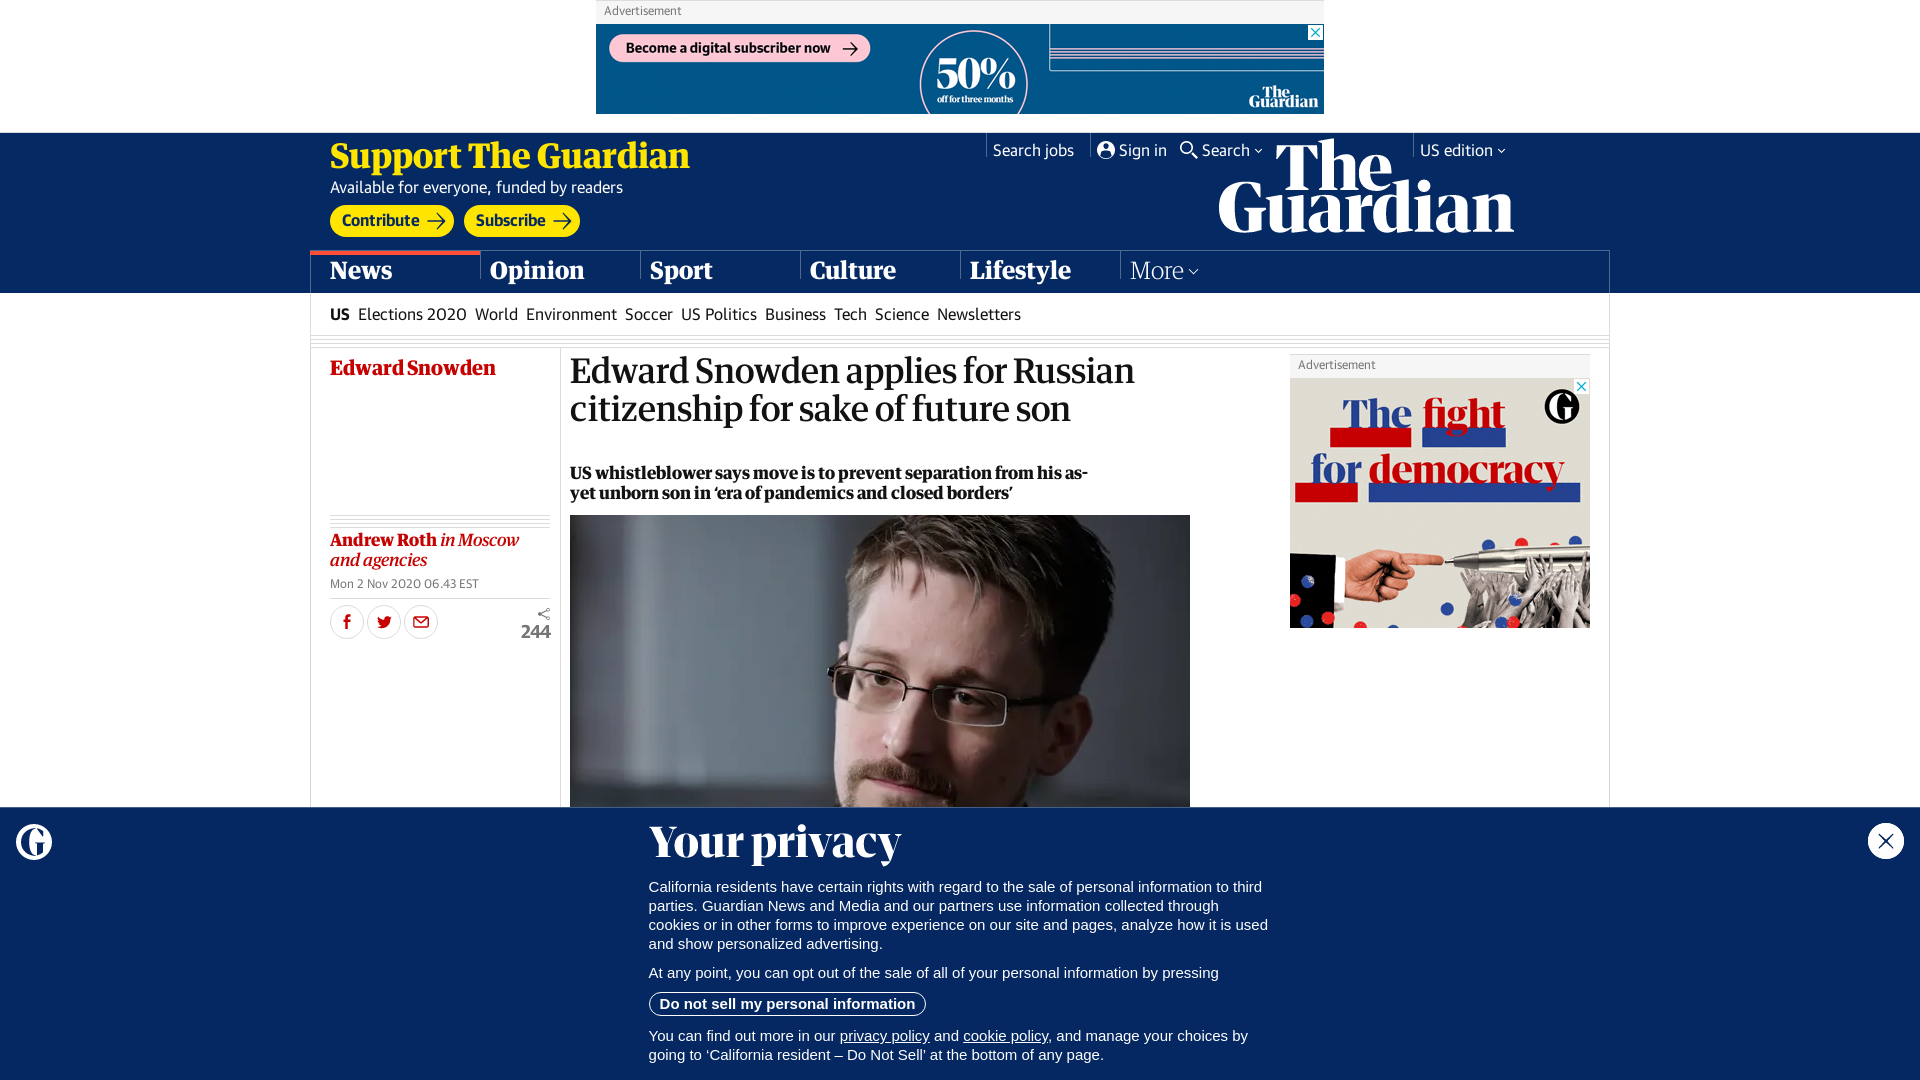 Advertisement
Become a digital subscriber now
50%
off for three months
The
Guardian
Support The Guardian
Available for everyone, funded by readers
Contribute
Subscribe
Search jobs
Sign in
Search
US edition
The
Guardian
News
Opinion
Sport
Culture
Lifestyle
More
US
Elections 2020
World
Environment
Soccer
US Politics
Business
Tech
Science
Newsletters
Edward Snowden
Edward Snowden applies for Russian
citizenship for sake of future son
US whistleblower says move is to prevent separation from his as-
yet unborn son in ‘era of pandemics and closed borders’
Andrew Roth in Moscow
and agencies
Mon 2 Nov 2020 06.43 EST
244
Advertisement
The fight
for democracy
Your privacy
California residents have certain rights with regard to the sale of personal information to third
parties. Guardian News and Media and our partners use information collected through
cookies or in other forms to improve experience on our site and pages, analyze how it is used
and show personalized advertising.
At any point, you can opt out of the sale of all of your personal information by pressing
Do not sell my personal information
You can find out more in our privacy policy and cookie policy, and manage your choices by
going to ‘California resident – Do Not Sell’ at the bottom of any page.